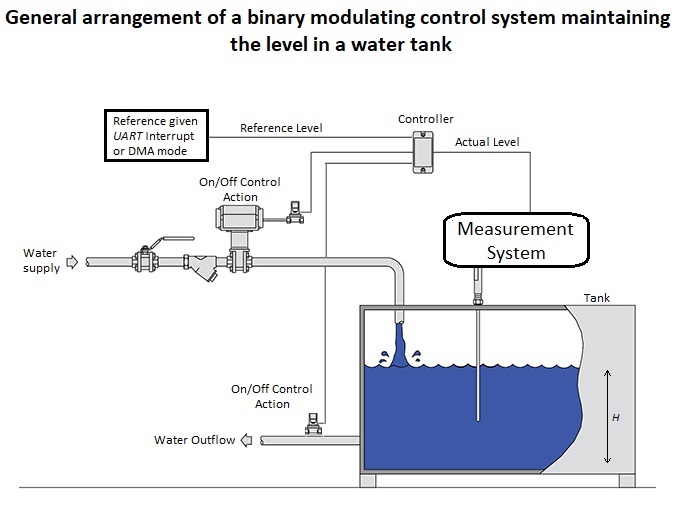 General arrangement of a binary modulating control system maintaining
the level in a water tank
Reference given
UART Interrupt
or DMA mode
Reference Level
Controller
Actual Level
On/Off Control
Action
Measurement
System
Water
supply
Tank
On/Off Control
Action
H
Water Outflow